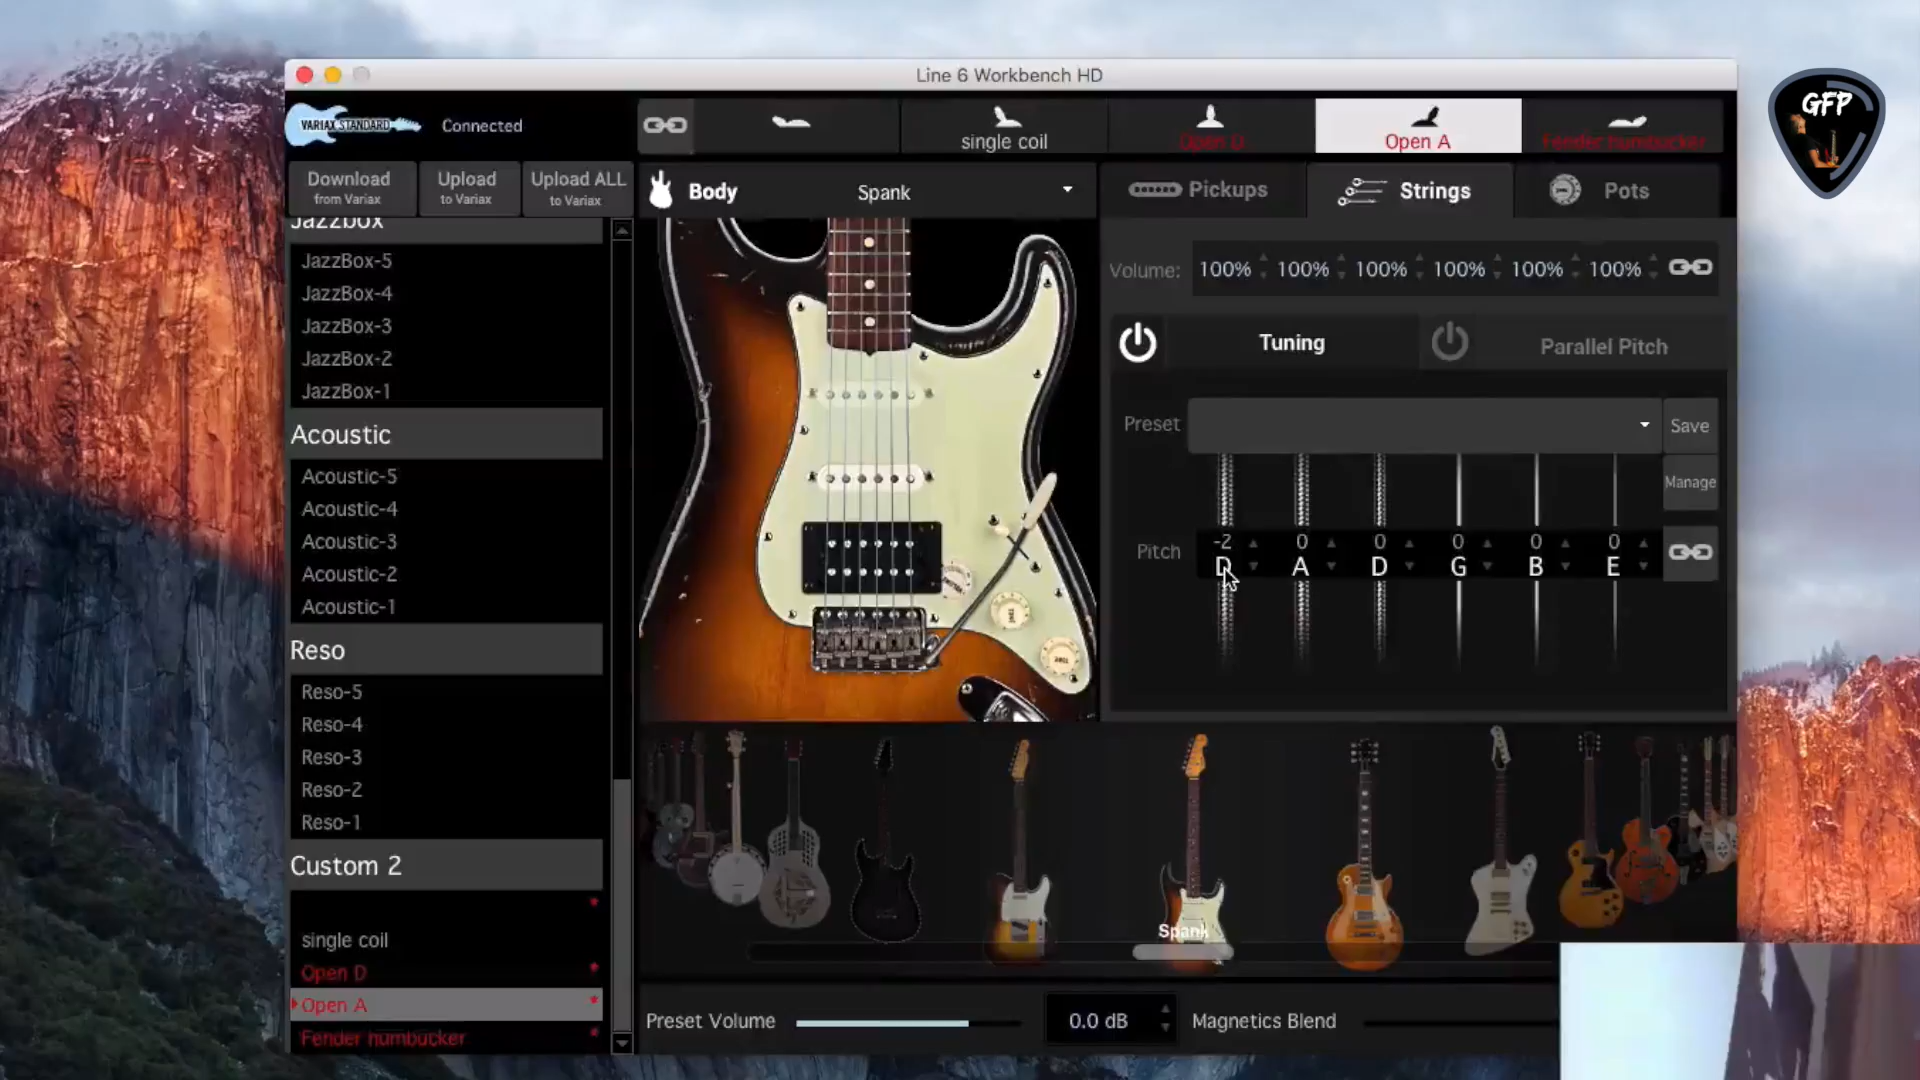 Line 6 Workbench HD
GFP
VARIAX STANDARD
Connected
single coil
Open D
Open A
Fender humbucker
Download
from Variax
Upload
to Variax
Upload ALL
to Variax
Body
Spank
Pickups
Strings
Pots
Jazzbox
JazzBox-5
JazzBox-4
JazzBox-3
JazzBox-2
JazzBox-1
Acoustic
Acoustic-5
Acoustic-4
Acoustic-3
Acoustic-2
Acoustic-1
Reso
Reso-5
Reso-4
Reso-3
Reso-2
Reso-1
Custom 2
*
single coil
Open D *
Open A *
Fender humbucker *
Volume: 100% 100% 100% 100% 100% 100%
Tuning
Parallel Pitch
Preset
Save
Manage
Pitch
-2 0 0 0 0 0
D A D G B E
Spank
Preset Volume
0.0 dB
Magnetics Blend